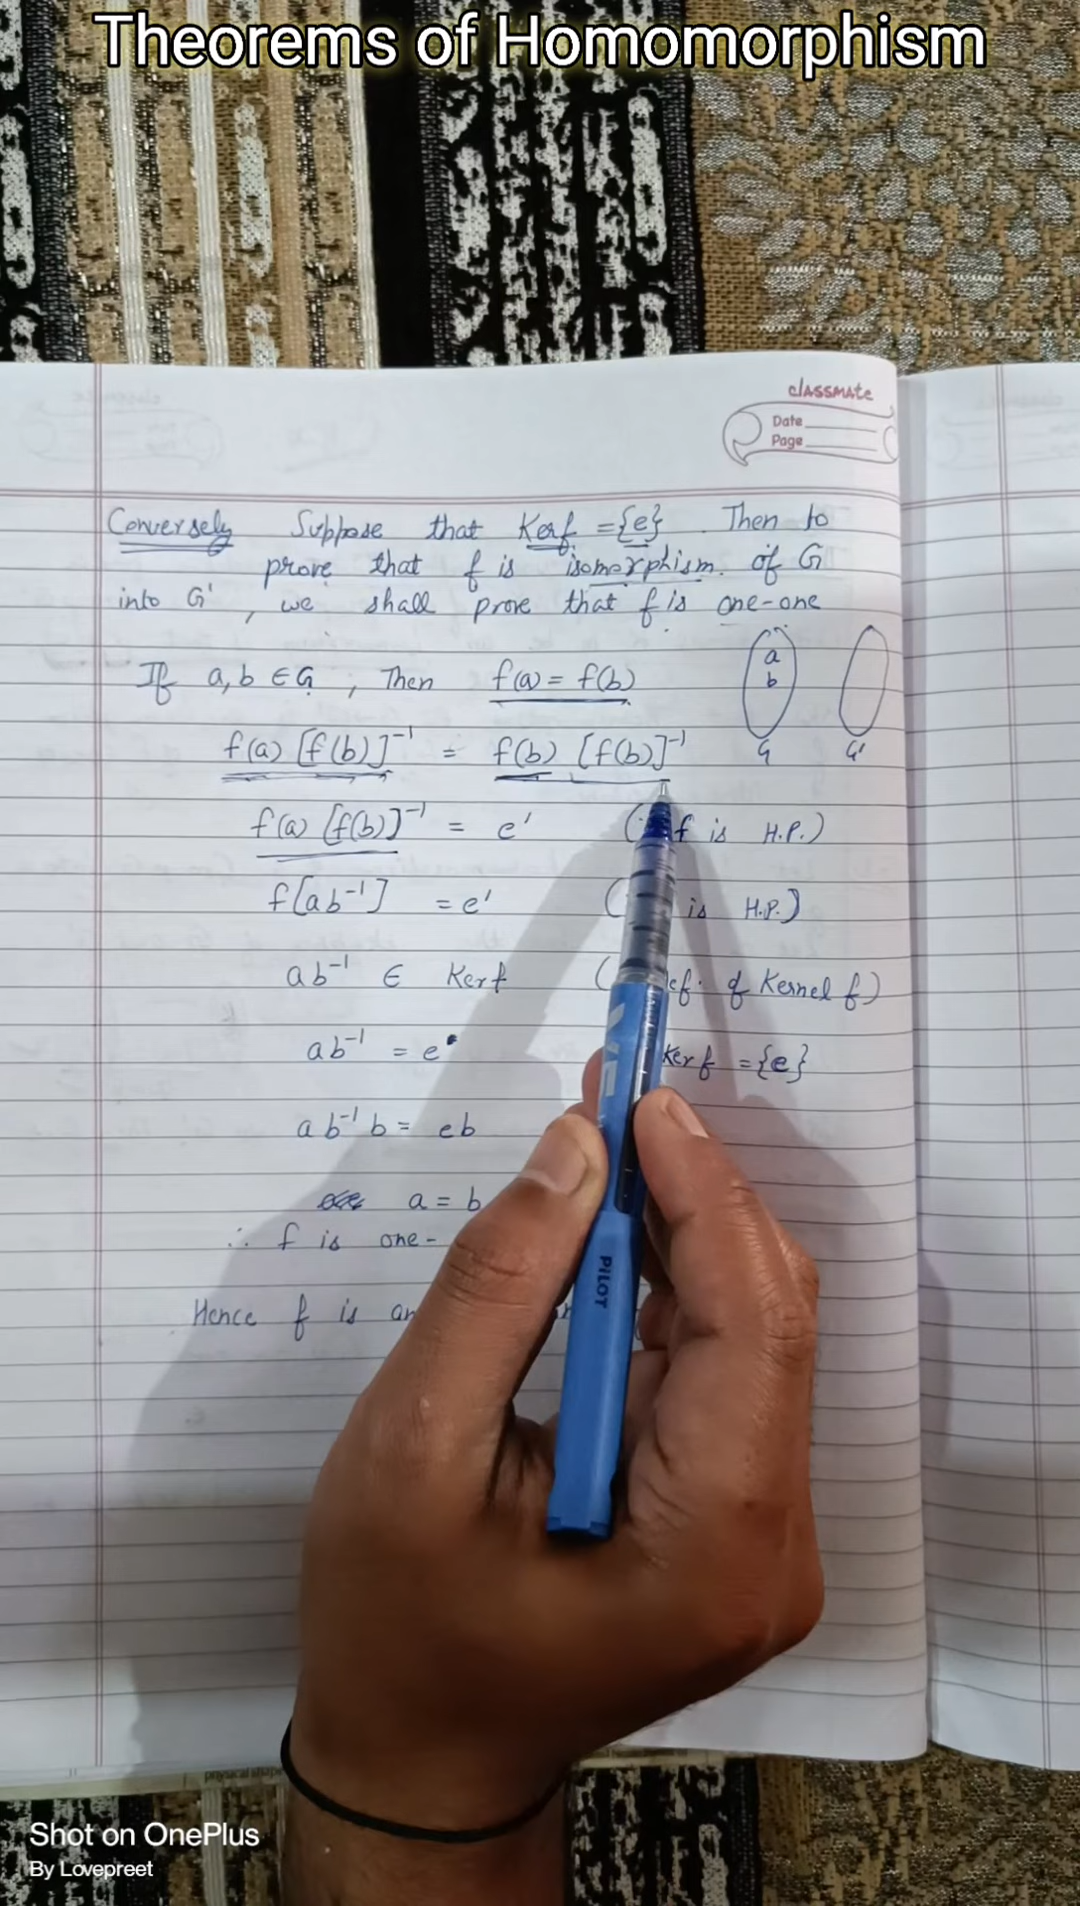 Theorems of Homomorphism
classmate
Date
Page
Conversely Suppose that Kerf = {e} Then to
prove that f is isomorphism of G
into G' , we shall prove that f is one-one
If a, b ∈ G , Then f(a) = f(b)
a
b
G G'
f(a) [f(b)]⁻¹ = f(b) [f(b)]⁻¹
f(a) [f(b)]⁻¹ = e' (∵ f is H.P.)
f[ab⁻¹] = e' ( is H.P.)
ab⁻¹ ∈ Kerf ( of Kernel f)
ab⁻¹ = e Kerf = {e}
ab⁻¹ b = eb
a = b
∴ f is one-
Hence f is an
PILOT
Shot on OnePlus
By Lovepreet